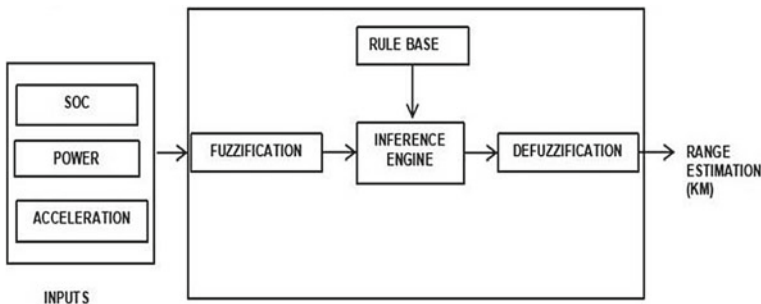 RULE BASE
SOC
POWER
ACCELERATION
INPUTS
FUZZIFICATION
INFERENCE
ENGINE
DEFUZZIFICATION
RANGE
ESTIMATION
(KM)